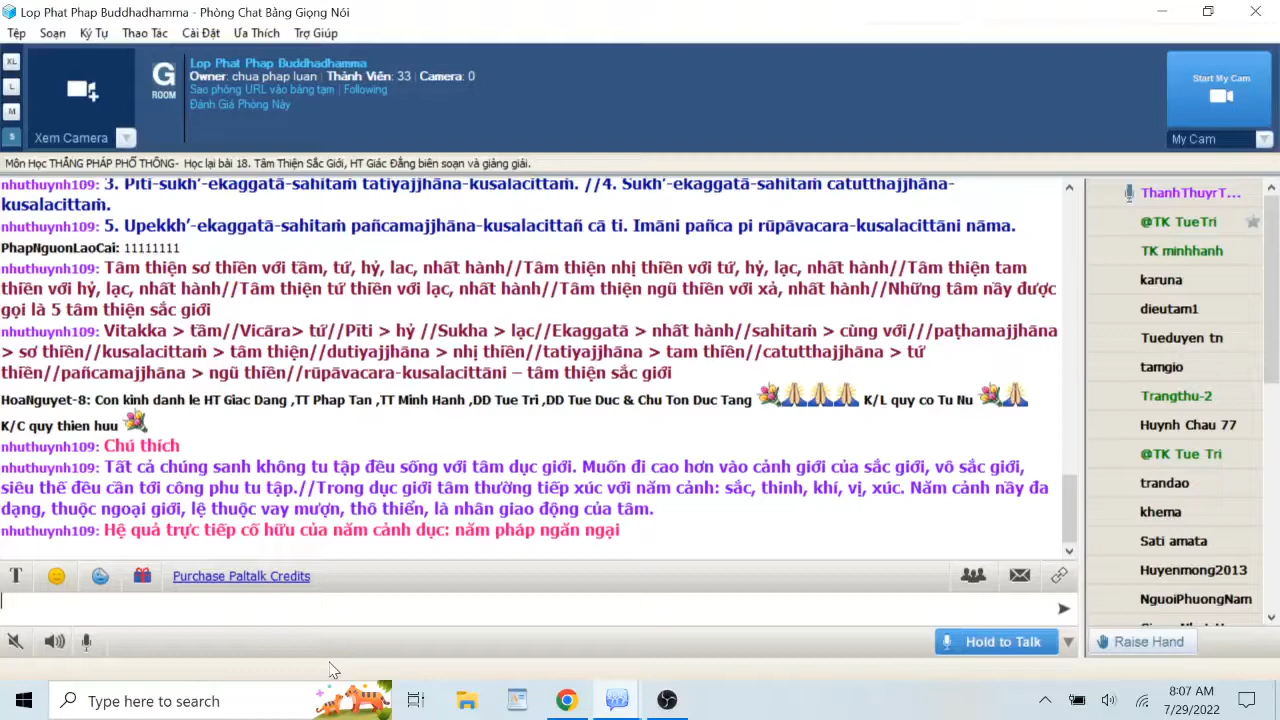 Lop Phat Phap Buddhadhamma - Phòng Chat Bằng Giọng Nói
Tệp Soạn Ký Tự Thao Tác Cài Đặt Ưa Thích Trợ Giúp
XL
L
M
S
Xem Camera
G
ROOM
Lop Phat Phap Buddhadhamma
Owner: chua phap luan | Thành Viên: 33 | Camera: 0
Sao phỏng URL vào bảng tạm | Following
Đánh Giá Phòng Này
Start My Cam
My Cam
Môn Học THẮNG PHÁP PHỔ THÔNG- Học lại bài 18. Tâm Thiện Sắc Giới, HT Giác Đẳng biên soạn và giảng giải.
nhuthuynh109: 3. Pīti-sukh’-ekaggatā-sahitaṁ tatiyajjhāna-kusalacittaṁ. //4. Sukh’-ekaggatā-sahitaṁ catutthajjhāna-
kusalacittaṁ.
nhuthuynh109: 5. Upekkh’-ekaggatā-sahitaṁ pañcamajjhāna-kusalacittañ cā ti. Imāni pañca pi rūpāvacara-kusalacittāni nāma.
PhapNguonLaoCai: 11111111
nhuthuynh109: Tâm thiện sơ thiền với tầm, tứ, hỷ, lac, nhất hành//Tâm thiện nhị thiền với tứ, hỷ, lạc, nhất hành//Tâm thiện tam
thiền với hỷ, lạc, nhất hành//Tâm thiện tứ thiền với lạc, nhất hành//Tâm thiện ngũ thiền với xả, nhất hành//Những tâm nầy được
gọi là 5 tâm thiện sắc giới
nhuthuynh109: Vitakka > tầm//Vicāra> tứ//Pīti > hỷ //Sukha > lạc//Ekaggatā > nhất hành//sahitaṁ > cùng với///paṭhamajjhāna
> sơ thiền//kusalacittaṁ > tâm thiện//dutiyajjhāna > nhị thiền//tatiyajjhāna > tam thiền//catutthajjhāna > tứ
thiền//pañcamajjhāna > ngũ thiền//rūpāvacara-kusalacittāni – tâm thiện sắc giới
HoaNguyet-8: Con kinh danh le HT Giac Dang ,TT Phap Tan ,TT Minh Hanh ,DD Tue Tri ,DD Tue Duc & Chu Ton Duc Tang K/L quy co Tu Nu
K/C quy thien huu
nhuthuynh109: Chú thích
nhuthuynh109: Tất cả chúng sanh không tu tập đều sống với tâm dục giới. Muốn đi cao hơn vào cảnh giới của sắc giới, vô sắc giới,
siêu thế đều cần tới công phu tu tập.//Trong dục giới tâm thường tiếp xúc với năm cảnh: sắc, thinh, khí, vị, xúc. Năm cảnh nầy đa
dạng, thuộc ngoại giới, lệ thuộc vay mượn, thô thiển, là nhân giao động của tâm.
nhuthuynh109: Hệ quả trực tiếp cố hữu của năm cảnh dục: năm pháp ngăn ngại
ThanhThuyrT...
@TK TueTri
TK minhhanh
karuna
dieutam1
Tueduyen tn
tamgio
Trangthu-2
Huynh Chau 77
@TK Tue Tri
trandao
khema
Sati amata
Huyenmong2013
NguoiPhuongNam
T
Purchase Paltalk Credits
Hold to Talk
Raise Hand
Type here to search
8:07 AM
7/29/2022